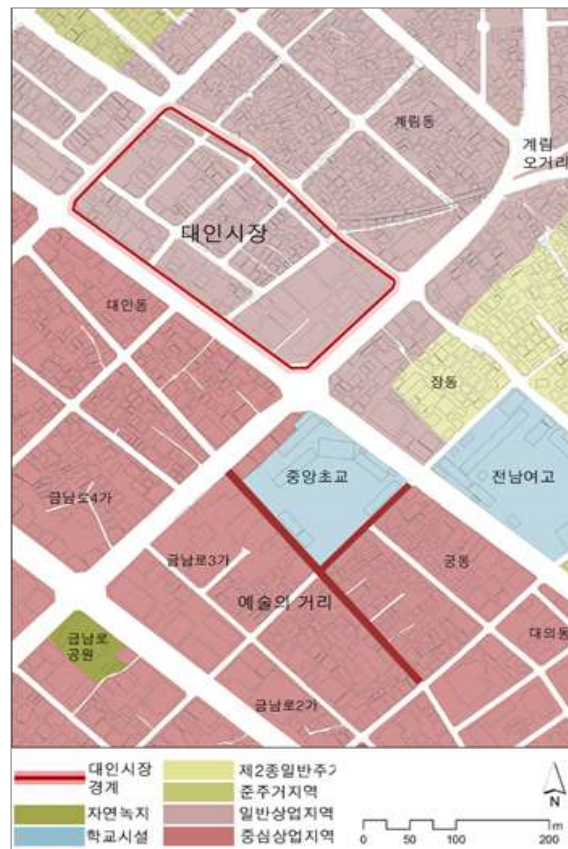 계림동
계림
오거리
대인시장
대인동
장동
중앙초교
전남여고
금남로4가
금남로3가
궁동
예술의 거리
대의동
금남로
공원
금남로2가
대인시장
경계
자연녹지
학교시설
제2종일반주거
준주거지역
일반상업지역
중심상업지역
N
m
0 50 100 200